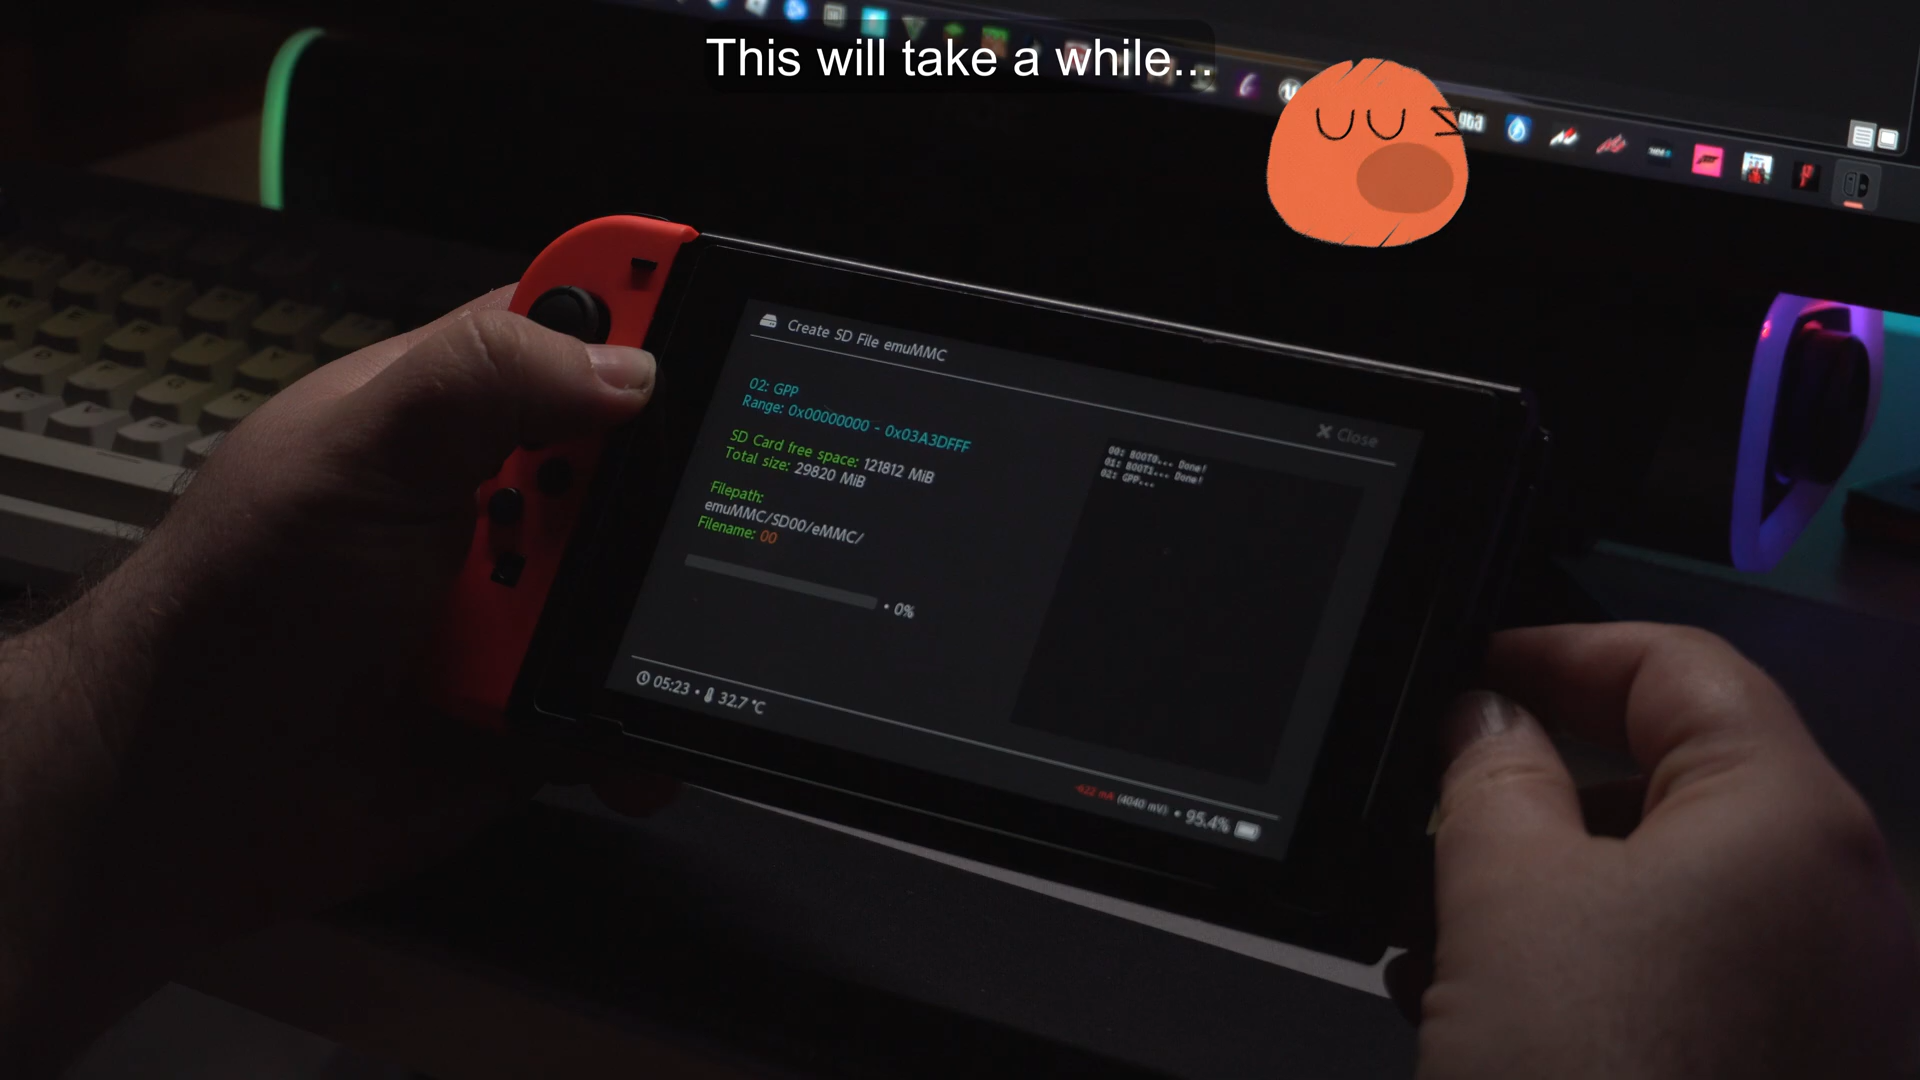 This will take a while...
Create SD File emuMMC
Close
02: GPP
Range: 0x00000000 - 0x03A3DFFF
SD Card free space: 121812 MiB
Total size: 29820 MiB
Filepath:
emuMMC/SD00/eMMC/
Filename: 00
• 0%
00: BOOT0... Done!
01: BOOT1... Done!
02: GPP...
05:23 • 32.7 °C
-622 mA (4040 mV) • 95.4%